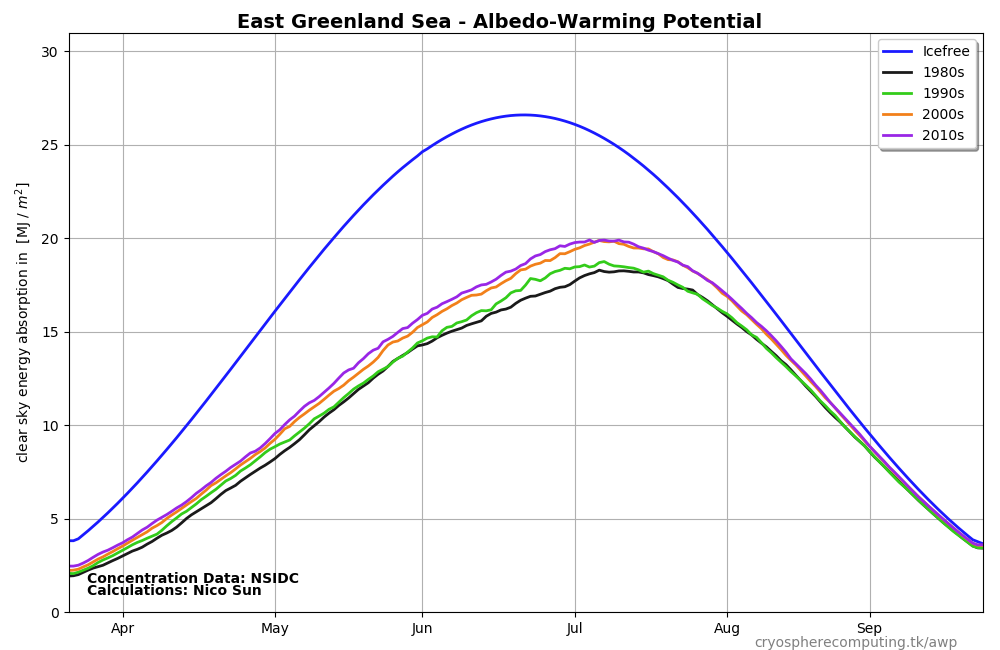 East Greenland Sea - Albedo-Warming Potential
clear sky energy absorption in [MJ / m²]
30
25
20
15
10
5
0
Icefree
1980s
1990s
2000s
2010s
Concentration Data: NSIDC
Calculations: Nico Sun
Apr May Jun Jul Aug Sep
cryospherecomputing.tk/awp